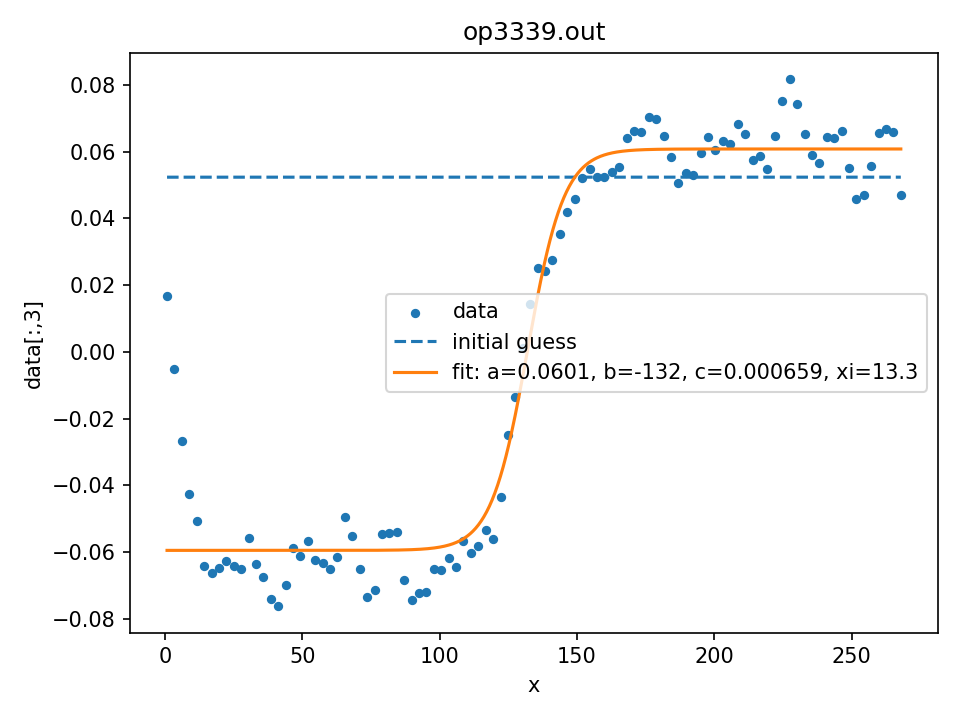 op3339.out
0.08
0.06
0.04
0.02
0.00
−0.02
−0.04
−0.06
−0.08
data[:,3]
data
initial guess
fit: a=0.0601, b=-132, c=0.000659, xi=13.3
0 50 100 150 200 250
x